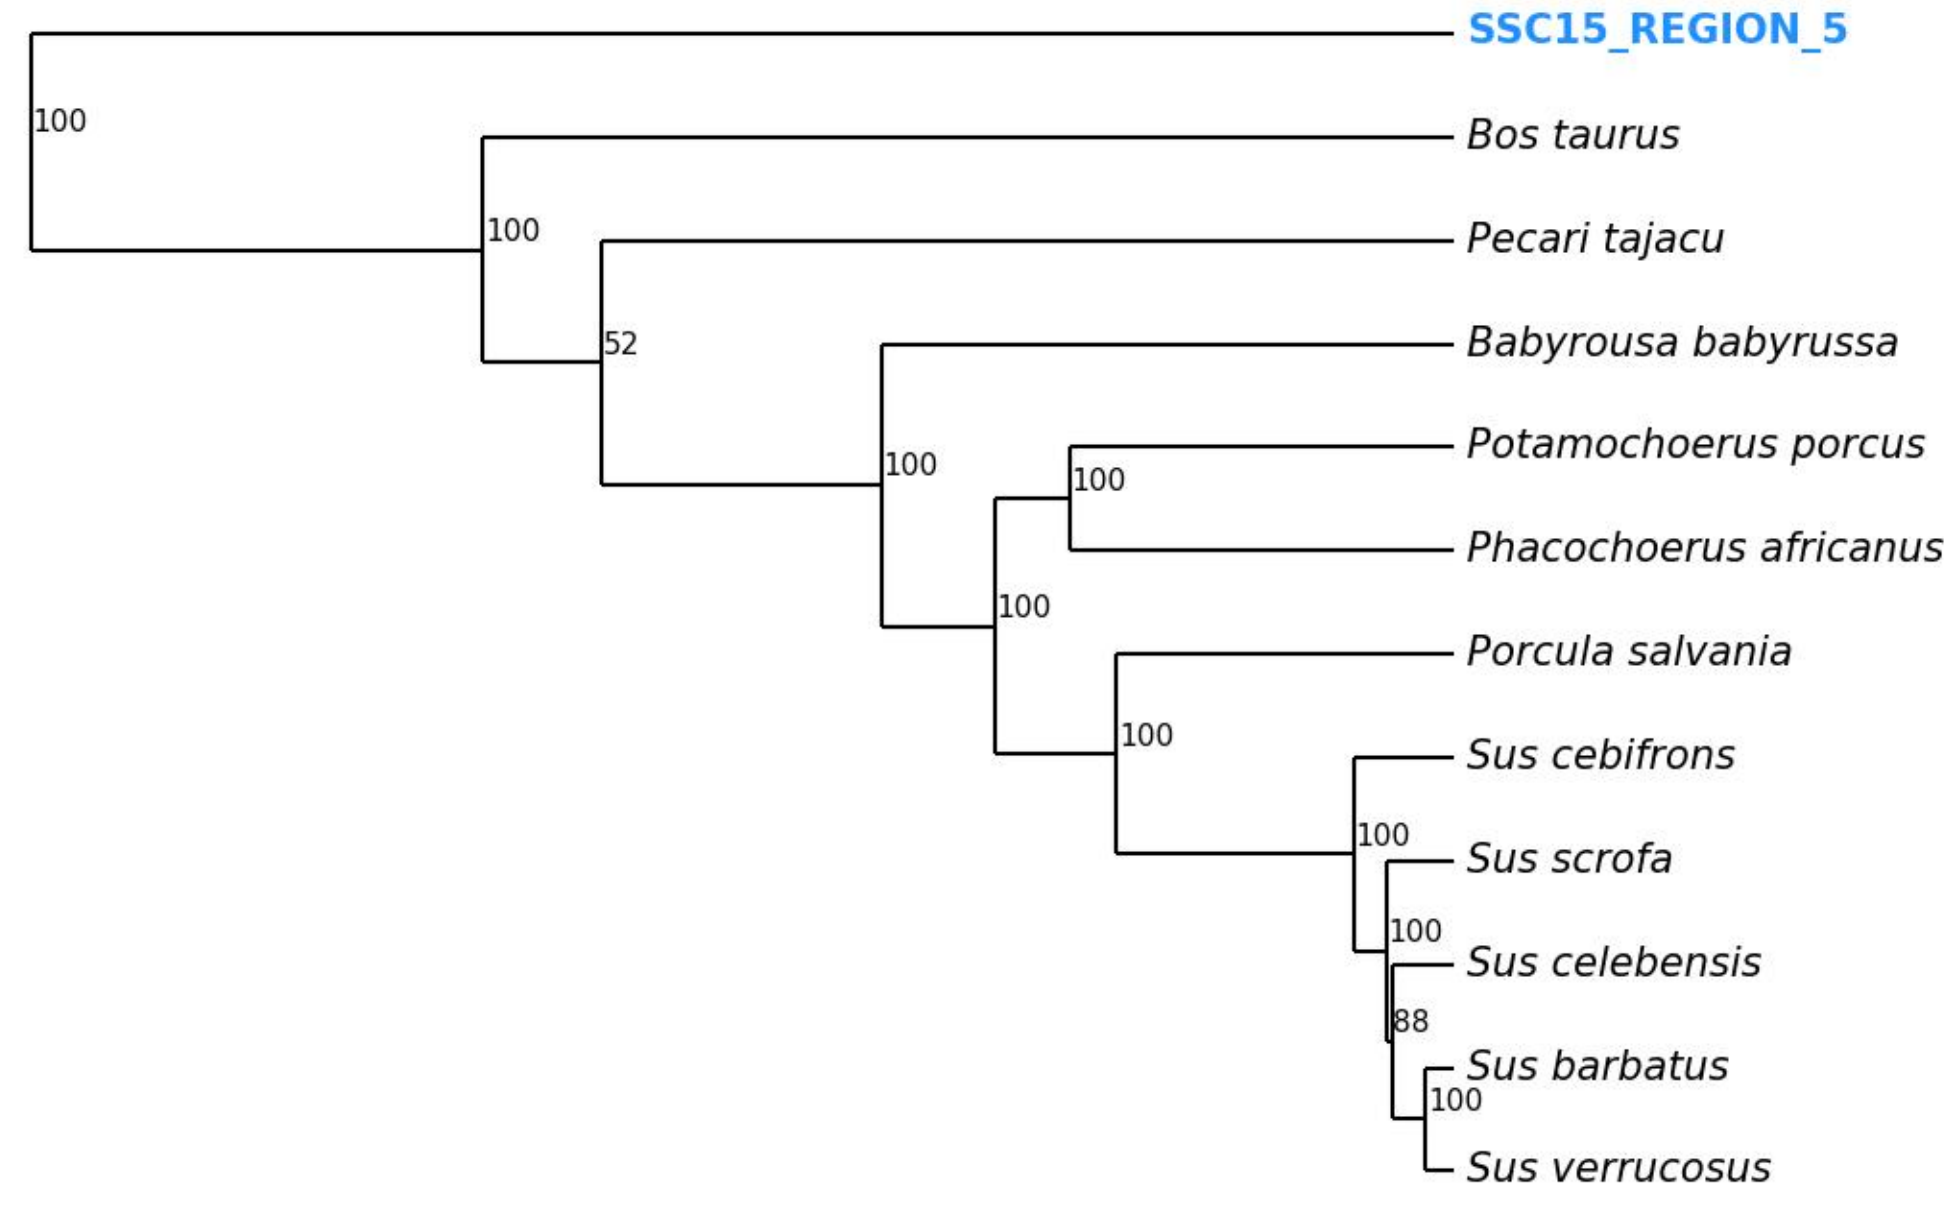 SSC15_REGION_5
100
Bos taurus
100
Pecari tajacu
52
Babyrousa babyrussa
Potamochoerus porcus
100
100
Phacochoerus africanus
100
Porcula salvania
100
Sus cebifrons
100
Sus scrofa
100
Sus celebensis
88
Sus barbatus
100
Sus verrucosus